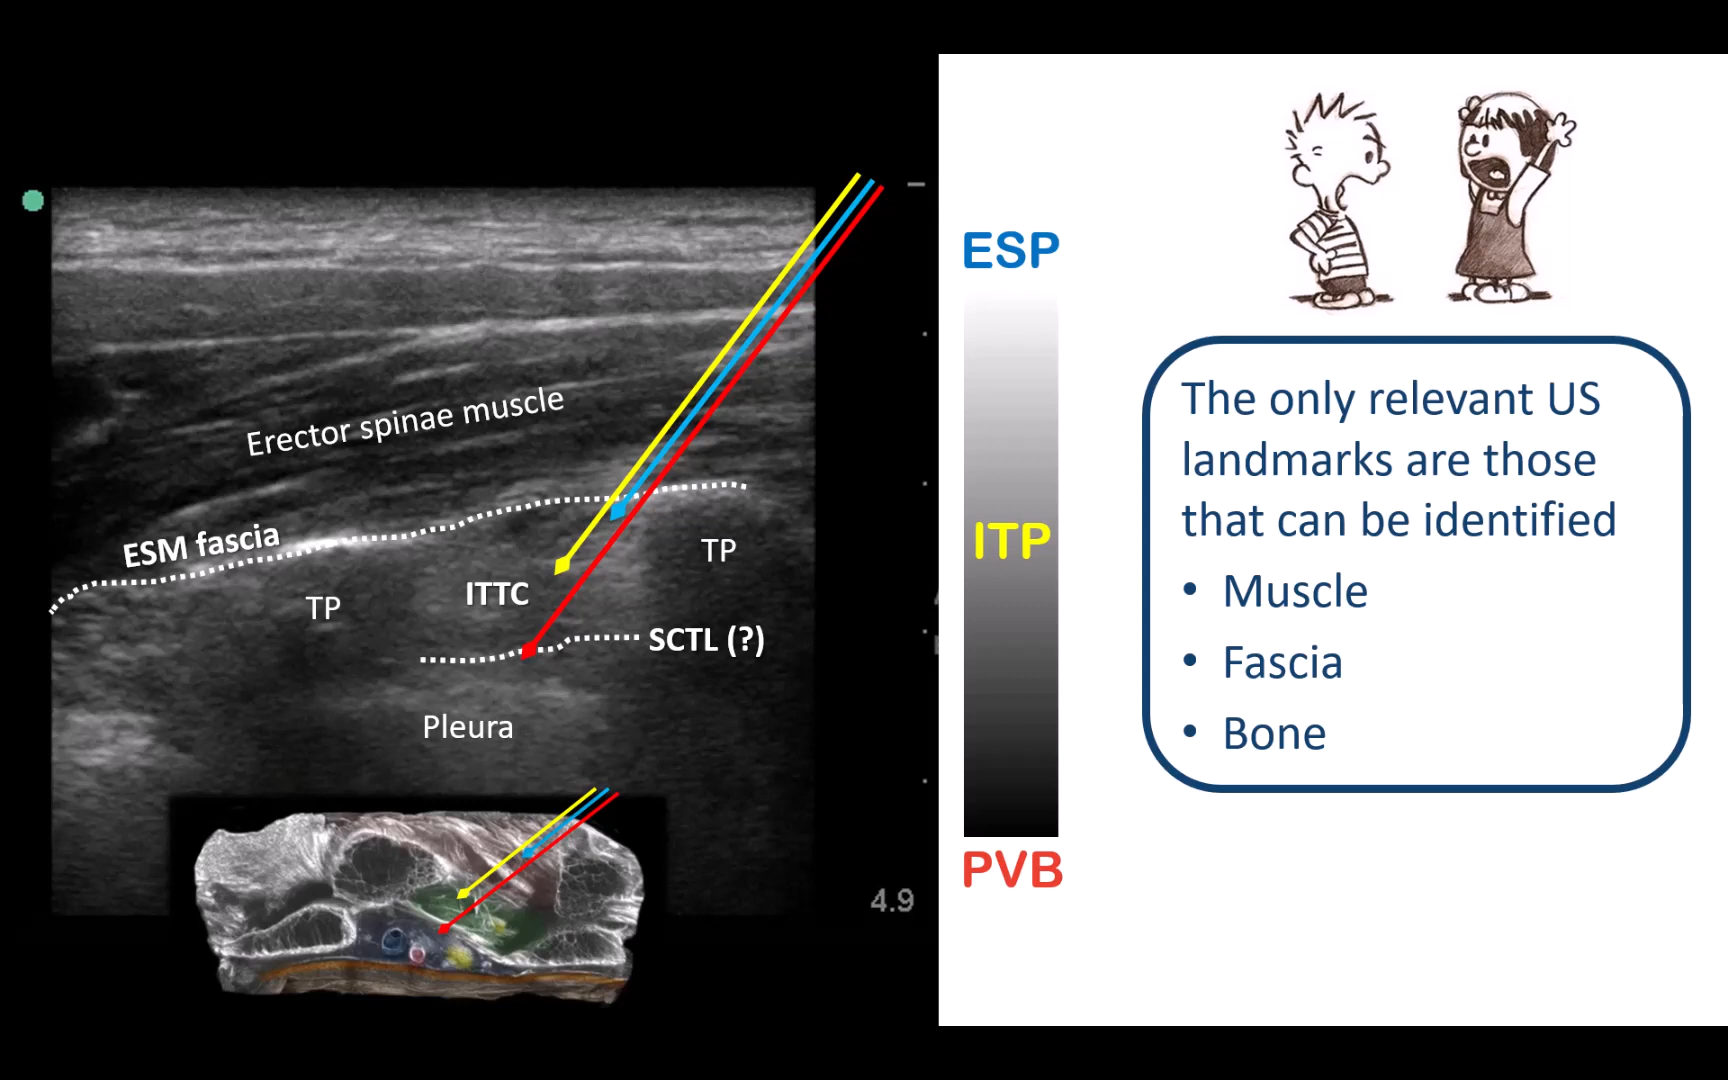 Erector spinae muscle
ESM fascia
TP
TP
ITTC
SCTL (?)
Pleura
4.9
ESP
ITP
PVB
The only relevant US
landmarks are those
that can be identified
• Muscle
• Fascia
• Bone